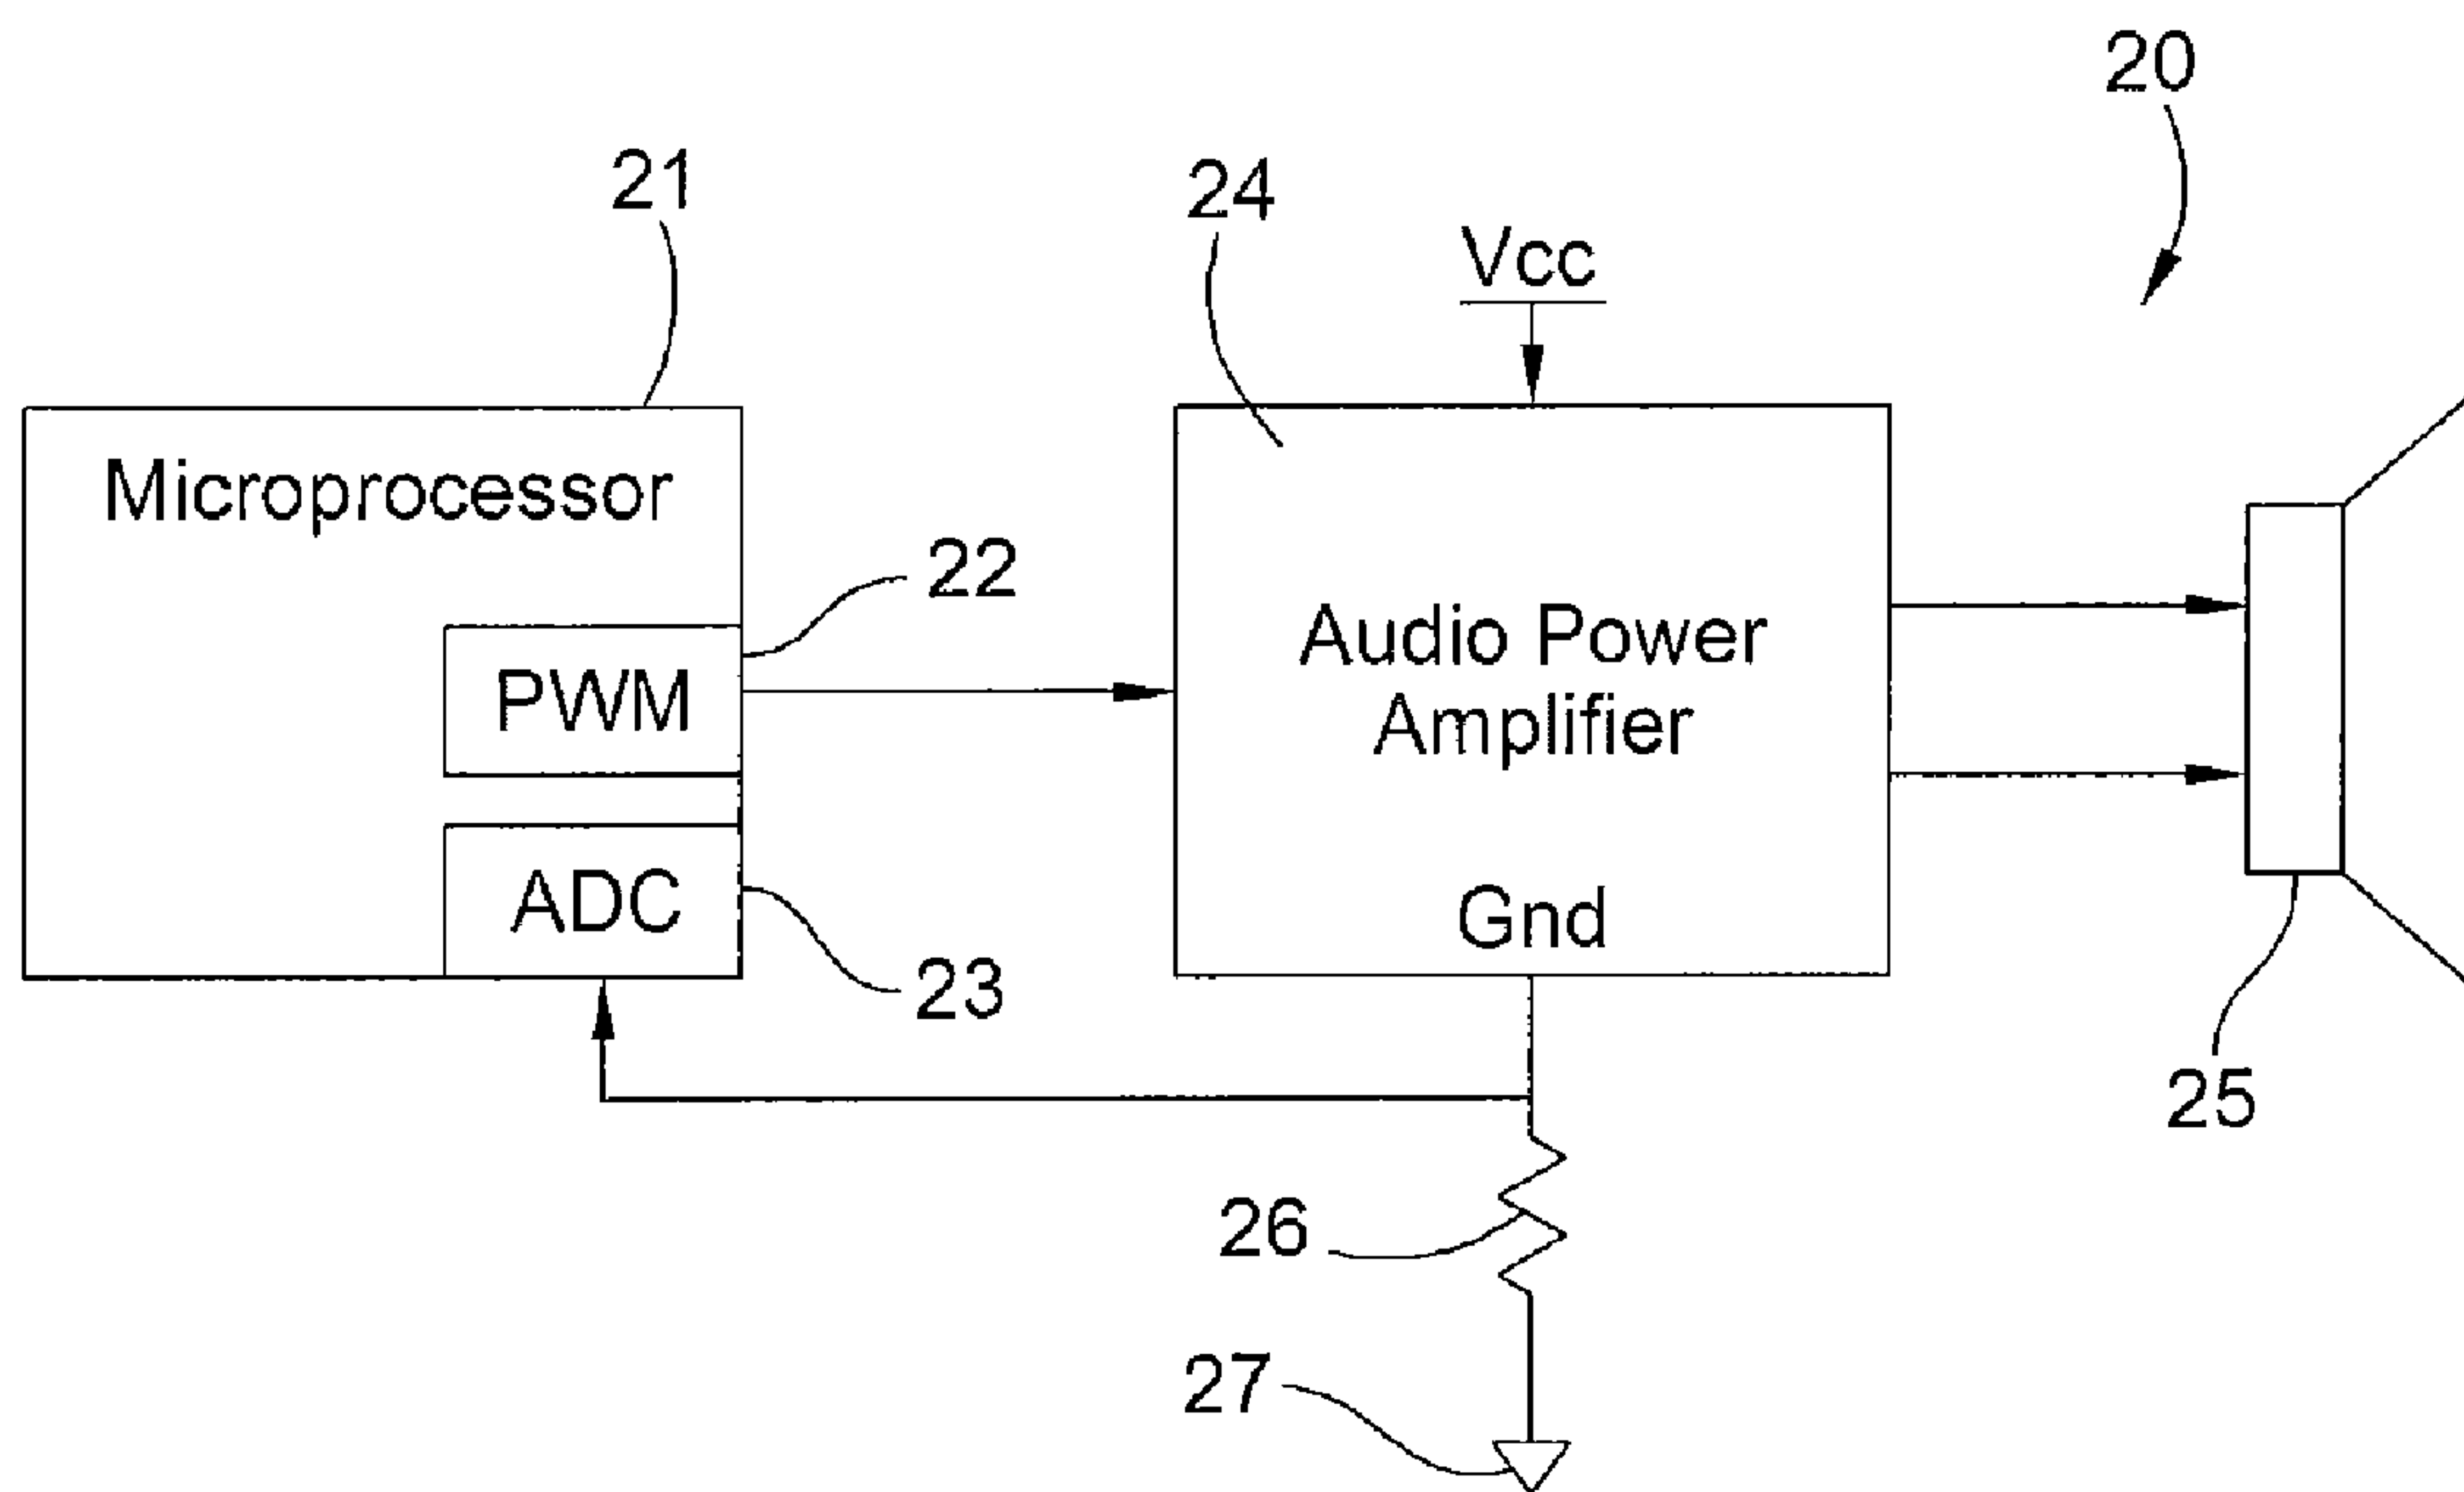 20
21
24
Vcc
Microprocessor
22
PWM
Audio Power
Amplifier
ADC
Gnd
23
25
26
27